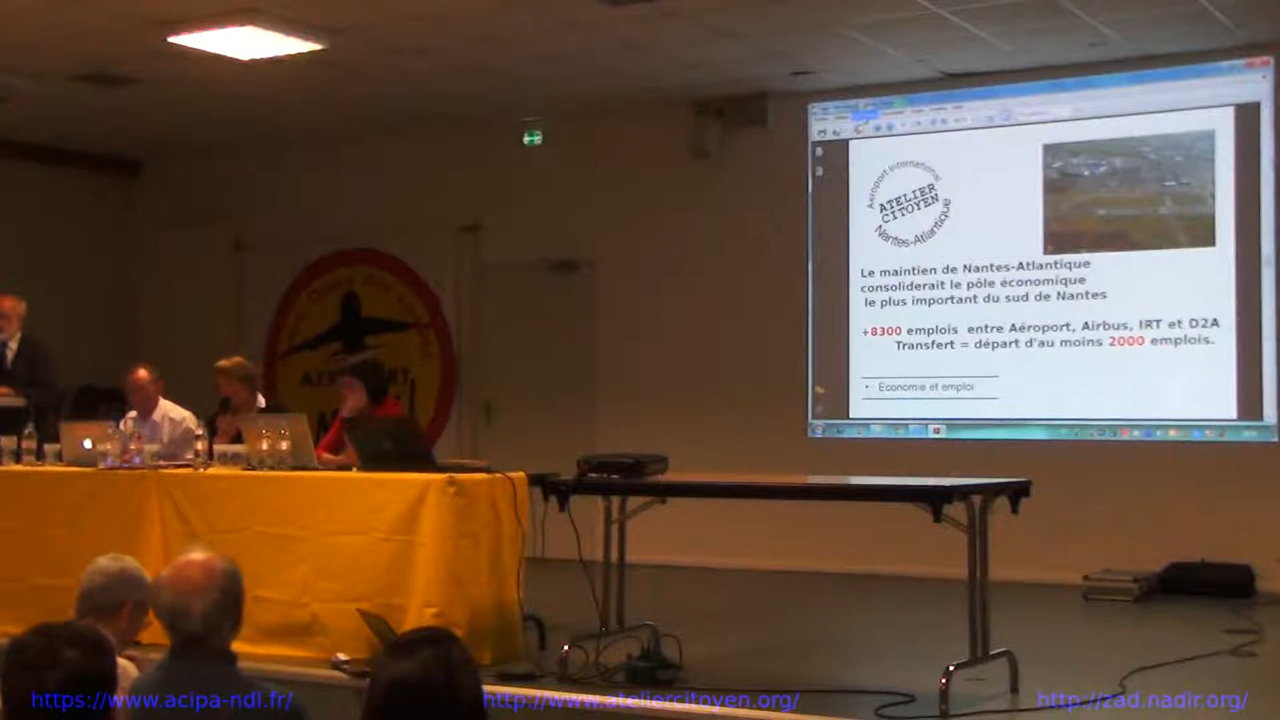 Aéroport International
ATELIER
CITOYEN
Nantes-Atlantique
Le maintien de Nantes-Atlantique
consoliderait le pôle économique
le plus important du sud de Nantes
+8300 emplois entre Aéroport, Airbus, IRT et D2A
Transfert = départ d'au moins 2000 emplois.
• Economie et emploi
AEROPORT
https://www.acipa-ndl.fr/
http://www.ateliercitoyen.org/
http://zad.nadir.org/